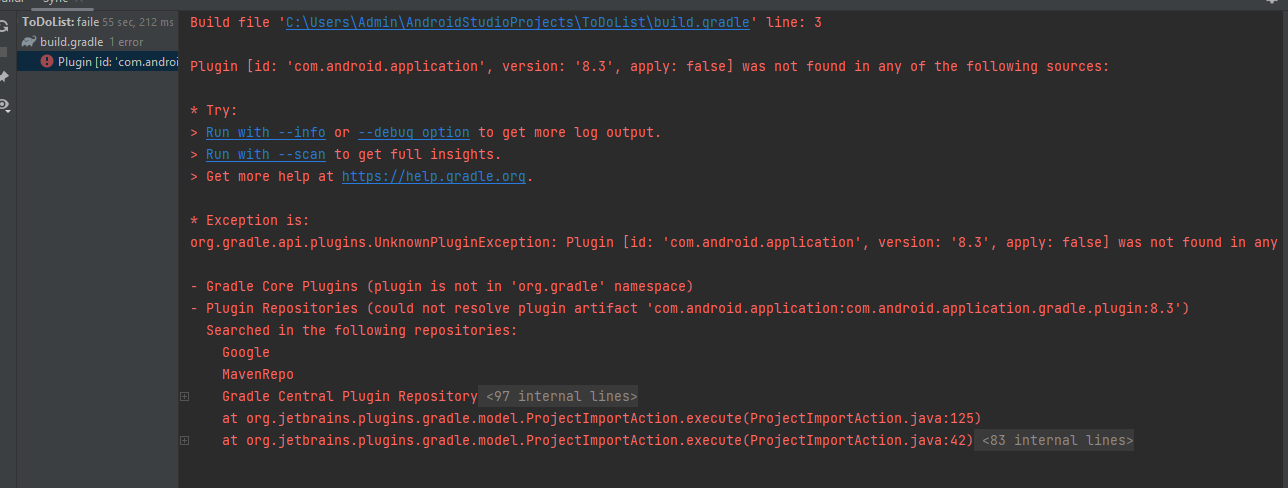 Sync
ToDoList: faile 55 sec, 212 ms
build.gradle 1 error
Plugin [id: 'com.androi
Build file 'C:\Users\Admin\AndroidStudioProjects\ToDoList\build.gradle' line: 3
Plugin [id: 'com.android.application', version: '8.3', apply: false] was not found in any of the following sources:
* Try:
> Run with --info or --debug option to get more log output.
> Run with --scan to get full insights.
> Get more help at https://help.gradle.org.
* Exception is:
org.gradle.api.plugins.UnknownPluginException: Plugin [id: 'com.android.application', version: '8.3', apply: false] was not found in any
- Gradle Core Plugins (plugin is not in 'org.gradle' namespace)
- Plugin Repositories (could not resolve plugin artifact 'com.android.application:com.android.application.gradle.plugin:8.3')
Searched in the following repositories:
Google
MavenRepo
Gradle Central Plugin Repository <97 internal lines>
at org.jetbrains.plugins.gradle.model.ProjectImportAction.execute(ProjectImportAction.java:125)
at org.jetbrains.plugins.gradle.model.ProjectImportAction.execute(ProjectImportAction.java:42) <83 internal lines>